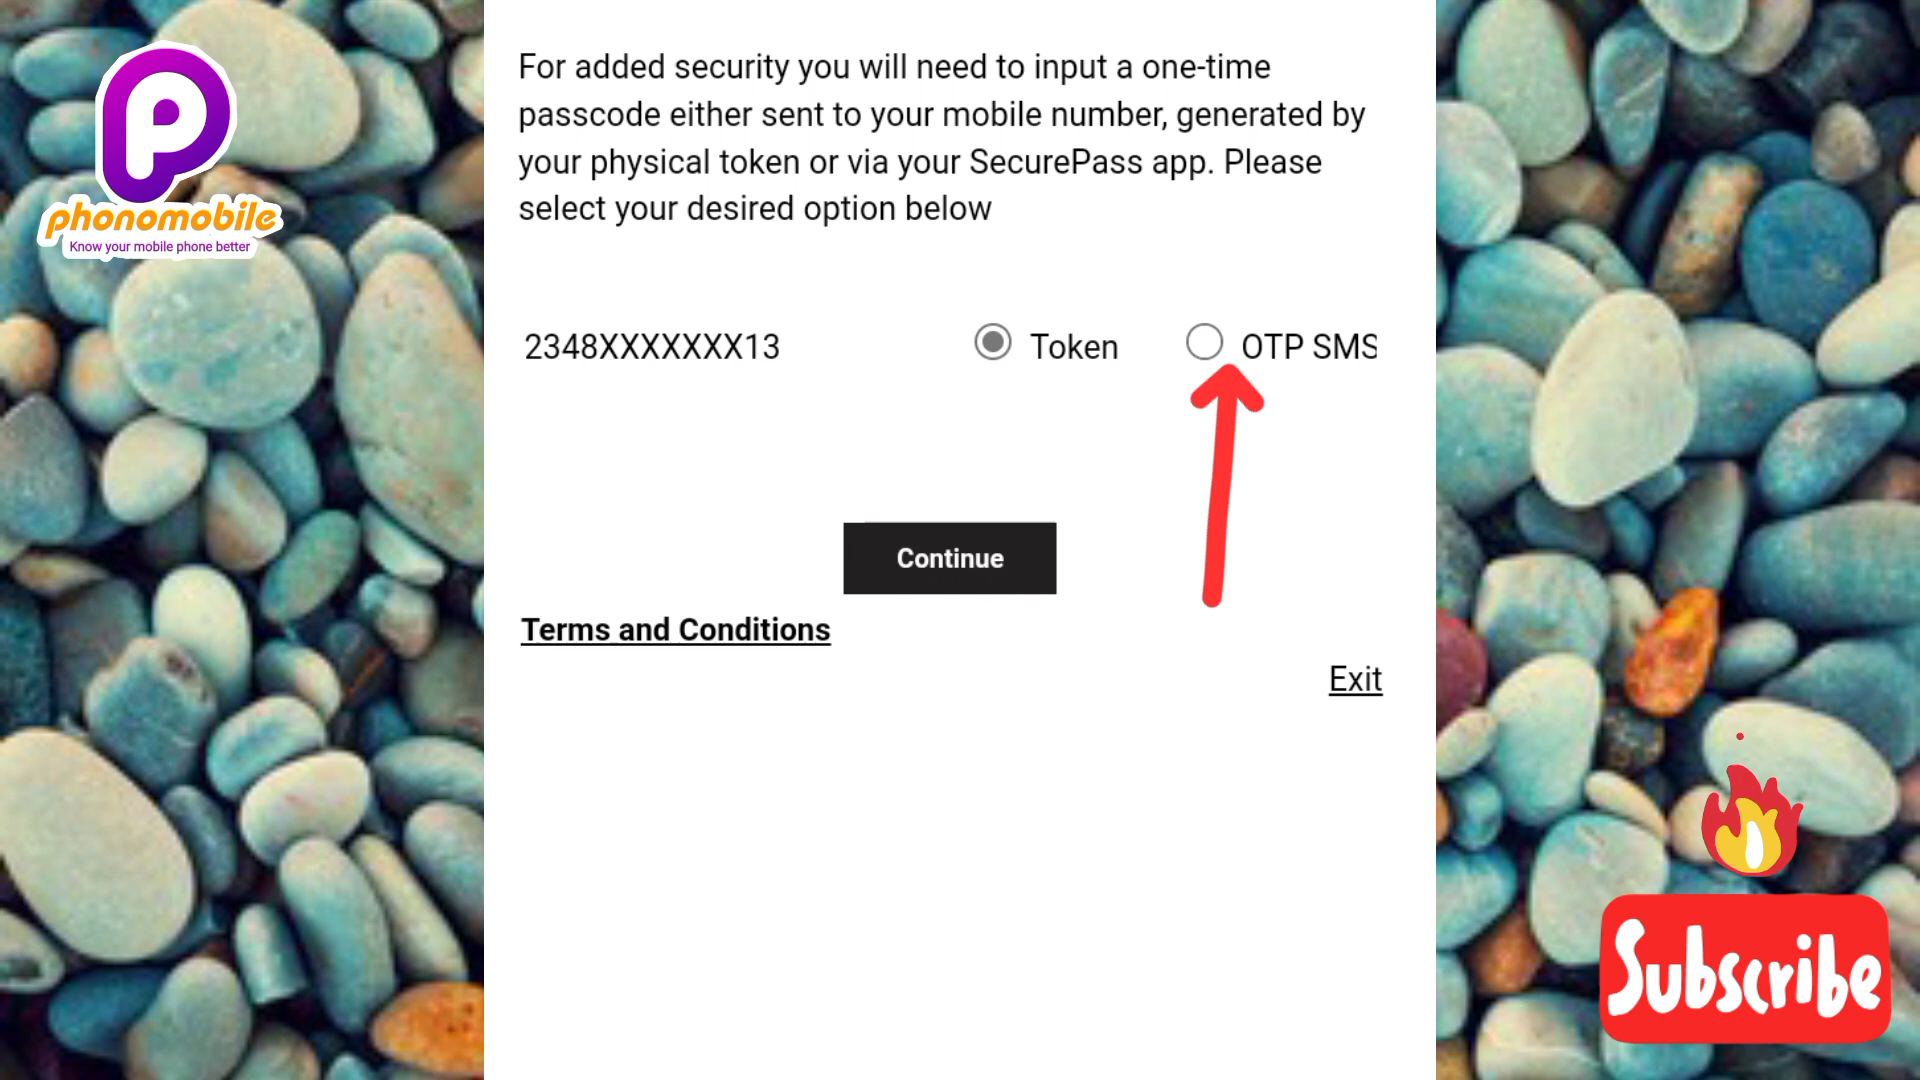 phonomobile
Know your mobile phone better
For added security you will need to input a one-time
passcode either sent to your mobile number, generated by
your physical token or via your SecurePass app. Please
select your desired option below
2348XXXXXXX13 Token OTP SMS
Continue
Terms and Conditions
Exit
Subscribe